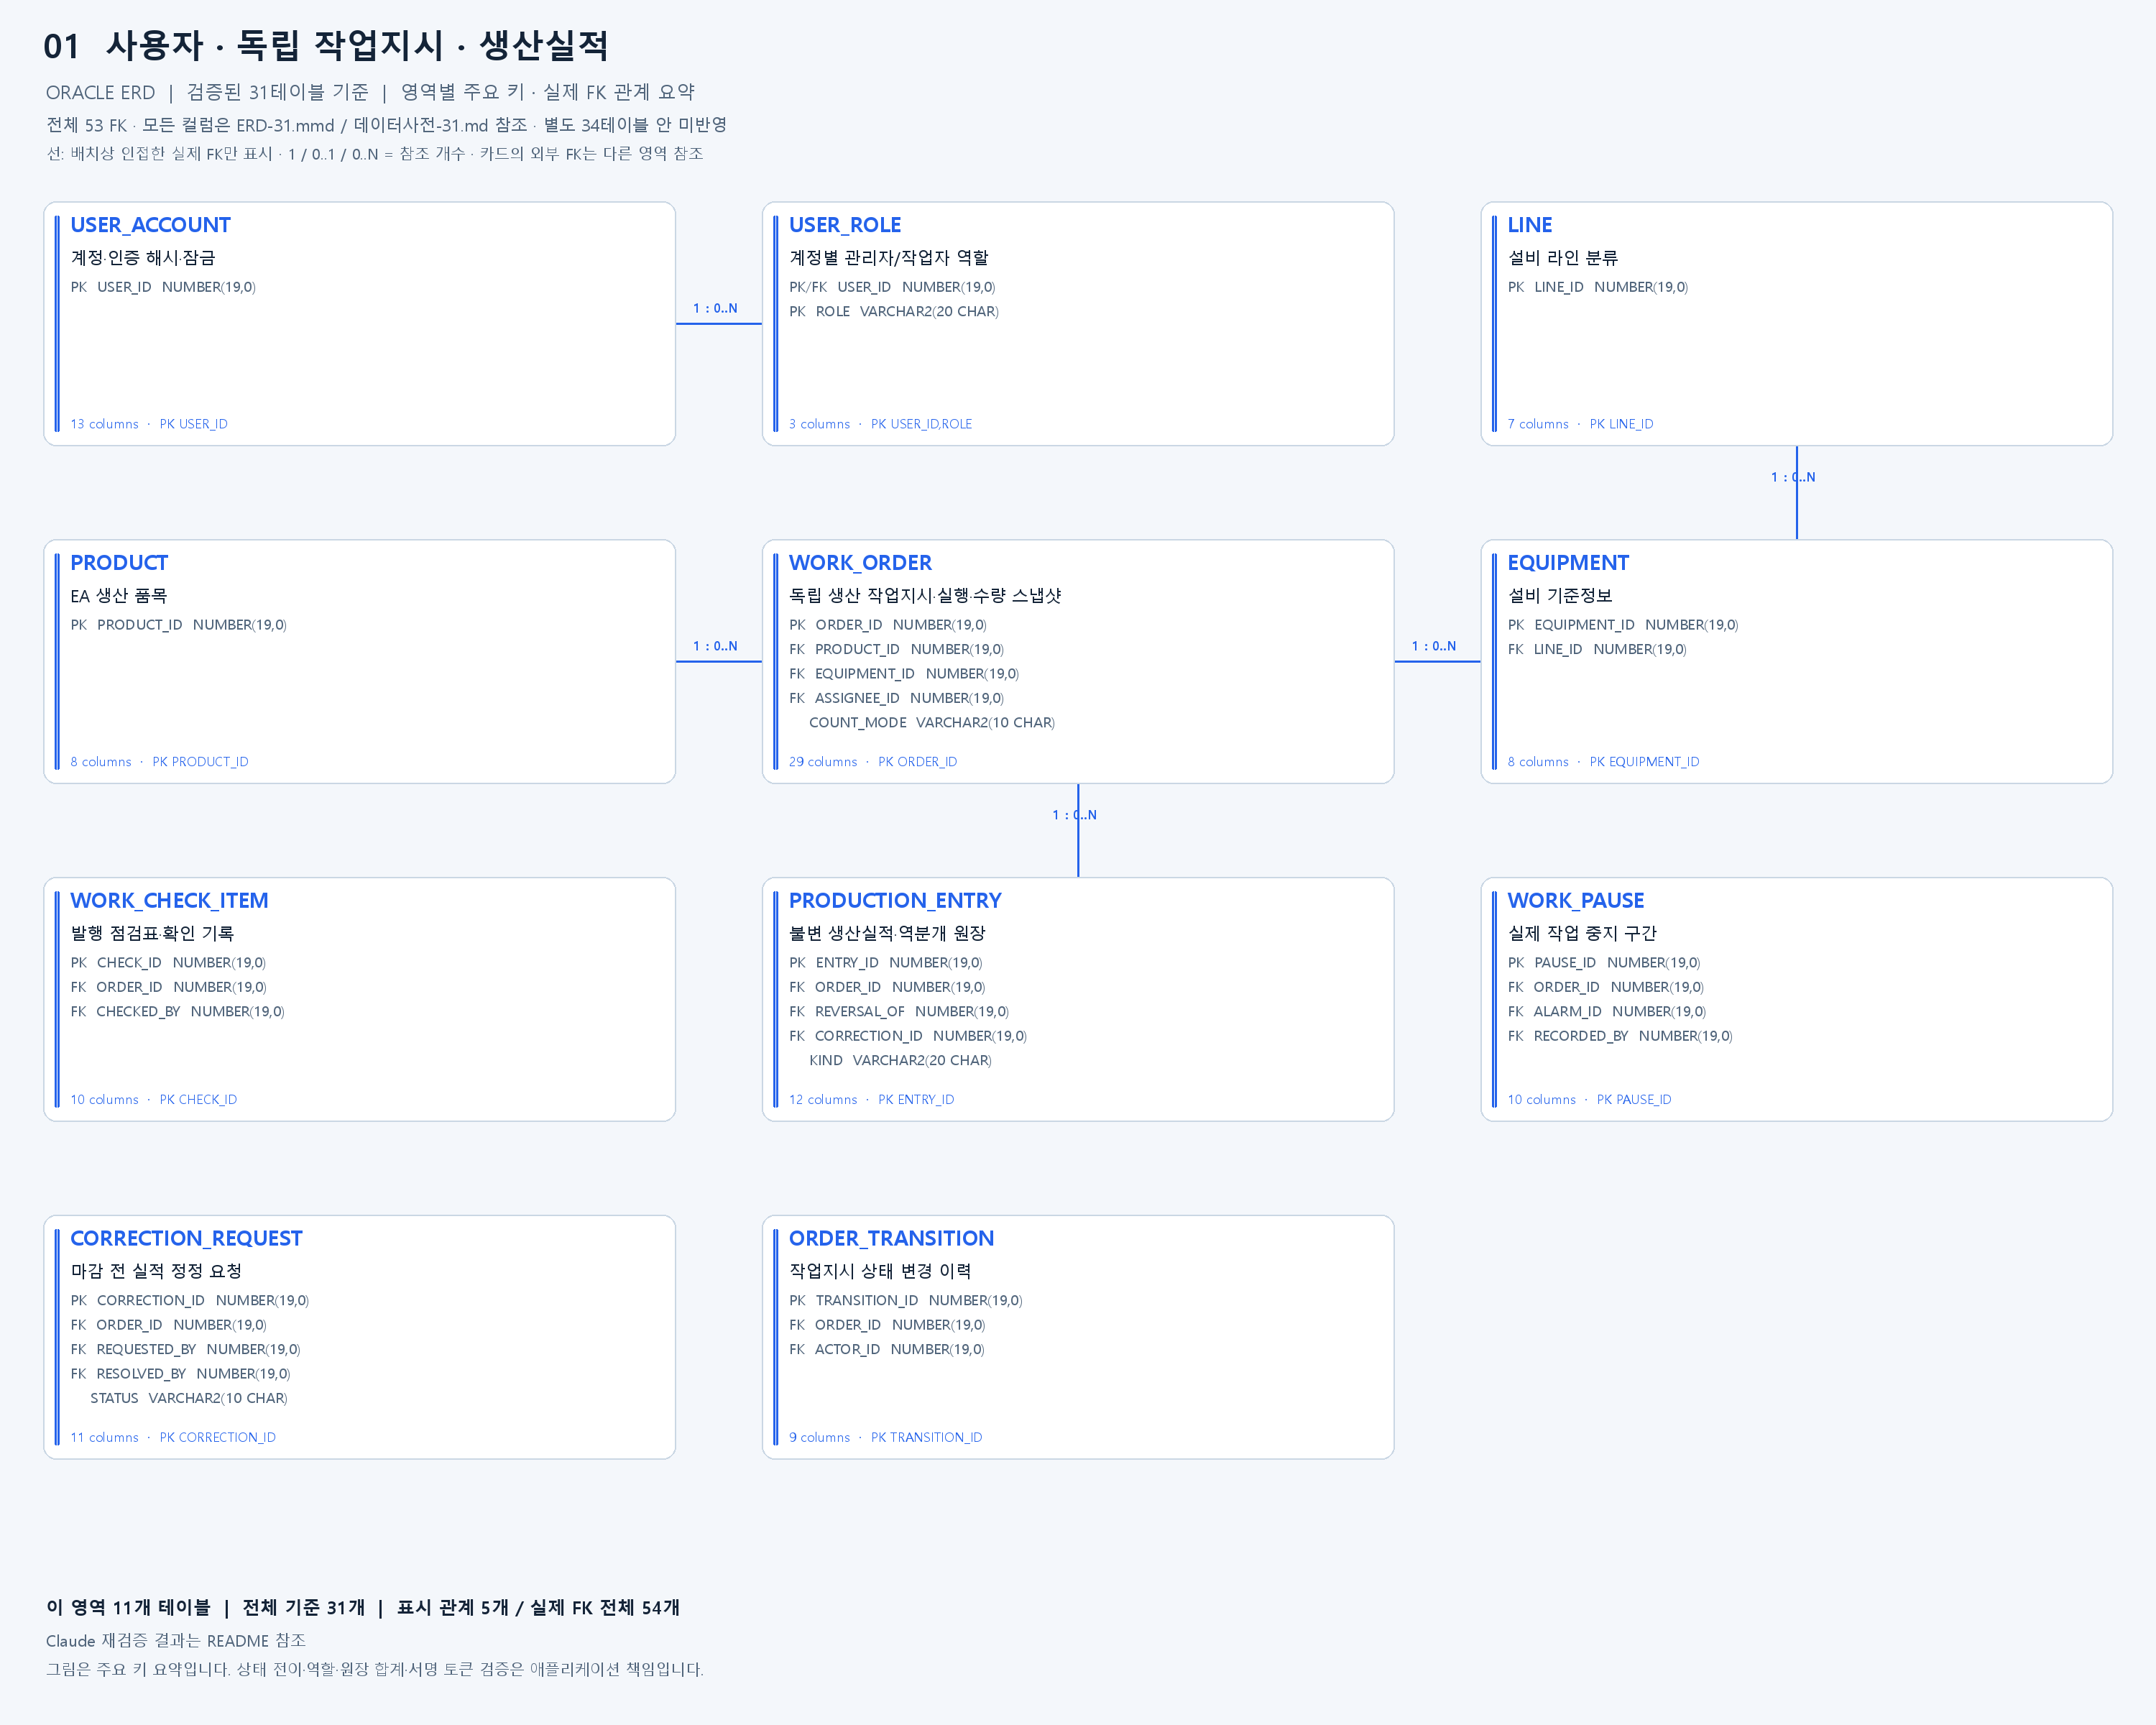 01 사용자 · 독립 작업지시 · 생산실적
ORACLE ERD | 검증된 31테이블 기준 | 영역별 주요 키 · 실제 FK 관계 요약
전체 53 FK · 모든 컬럼은 ERD-31.mmd / 데이터사전-31.md 참조 · 별도 34테이블 안 미반영
선: 배치상 인접한 실제 FK만 표시 · 1 / 0..1 / 0..N = 참조 개수 · 카드의 외부 FK는 다른 영역 참조
USER_ACCOUNT
계정·인증 해시·잠금
PK USER_ID NUMBER(19,0)
13 columns · PK USER_ID
1 : 0..N
USER_ROLE
계정별 관리자/작업자 역할
PK/FK USER_ID NUMBER(19,0)
PK ROLE VARCHAR2(20 CHAR)
3 columns · PK USER_ID,ROLE
LINE
설비 라인 분류
PK LINE_ID NUMBER(19,0)
7 columns · PK LINE_ID
1 : 0..N
PRODUCT
EA 생산 품목
PK PRODUCT_ID NUMBER(19,0)
8 columns · PK PRODUCT_ID
1 : 0..N
WORK_ORDER
독립 생산 작업지시·실행·수량 스냅샷
PK ORDER_ID NUMBER(19,0)
FK PRODUCT_ID NUMBER(19,0)
FK EQUIPMENT_ID NUMBER(19,0)
FK ASSIGNEE_ID NUMBER(19,0)
COUNT_MODE VARCHAR2(10 CHAR)
29 columns · PK ORDER_ID
1 : 0..N
EQUIPMENT
설비 기준정보
PK EQUIPMENT_ID NUMBER(19,0)
FK LINE_ID NUMBER(19,0)
8 columns · PK EQUIPMENT_ID
1 : 0..N
WORK_CHECK_ITEM
발행 점검표·확인 기록
PK CHECK_ID NUMBER(19,0)
FK ORDER_ID NUMBER(19,0)
FK CHECKED_BY NUMBER(19,0)
10 columns · PK CHECK_ID
PRODUCTION_ENTRY
불변 생산실적·역분개 원장
PK ENTRY_ID NUMBER(19,0)
FK ORDER_ID NUMBER(19,0)
FK REVERSAL_OF NUMBER(19,0)
FK CORRECTION_ID NUMBER(19,0)
KIND VARCHAR2(20 CHAR)
12 columns · PK ENTRY_ID
WORK_PAUSE
실제 작업 중지 구간
PK PAUSE_ID NUMBER(19,0)
FK ORDER_ID NUMBER(19,0)
FK ALARM_ID NUMBER(19,0)
FK RECORDED_BY NUMBER(19,0)
10 columns · PK PAUSE_ID
CORRECTION_REQUEST
마감 전 실적 정정 요청
PK CORRECTION_ID NUMBER(19,0)
FK ORDER_ID NUMBER(19,0)
FK REQUESTED_BY NUMBER(19,0)
FK RESOLVED_BY NUMBER(19,0)
STATUS VARCHAR2(10 CHAR)
11 columns · PK CORRECTION_ID
ORDER_TRANSITION
작업지시 상태 변경 이력
PK TRANSITION_ID NUMBER(19,0)
FK ORDER_ID NUMBER(19,0)
FK ACTOR_ID NUMBER(19,0)
9 columns · PK TRANSITION_ID
이 영역 11개 테이블 | 전체 기준 31개 | 표시 관계 5개 / 실제 FK 전체 54개
Claude 재검증 결과는 README 참조
그림은 주요 키 요약입니다. 상태 전이·역할·원장 합계·서명 토큰 검증은 애플리케이션 책임입니다.